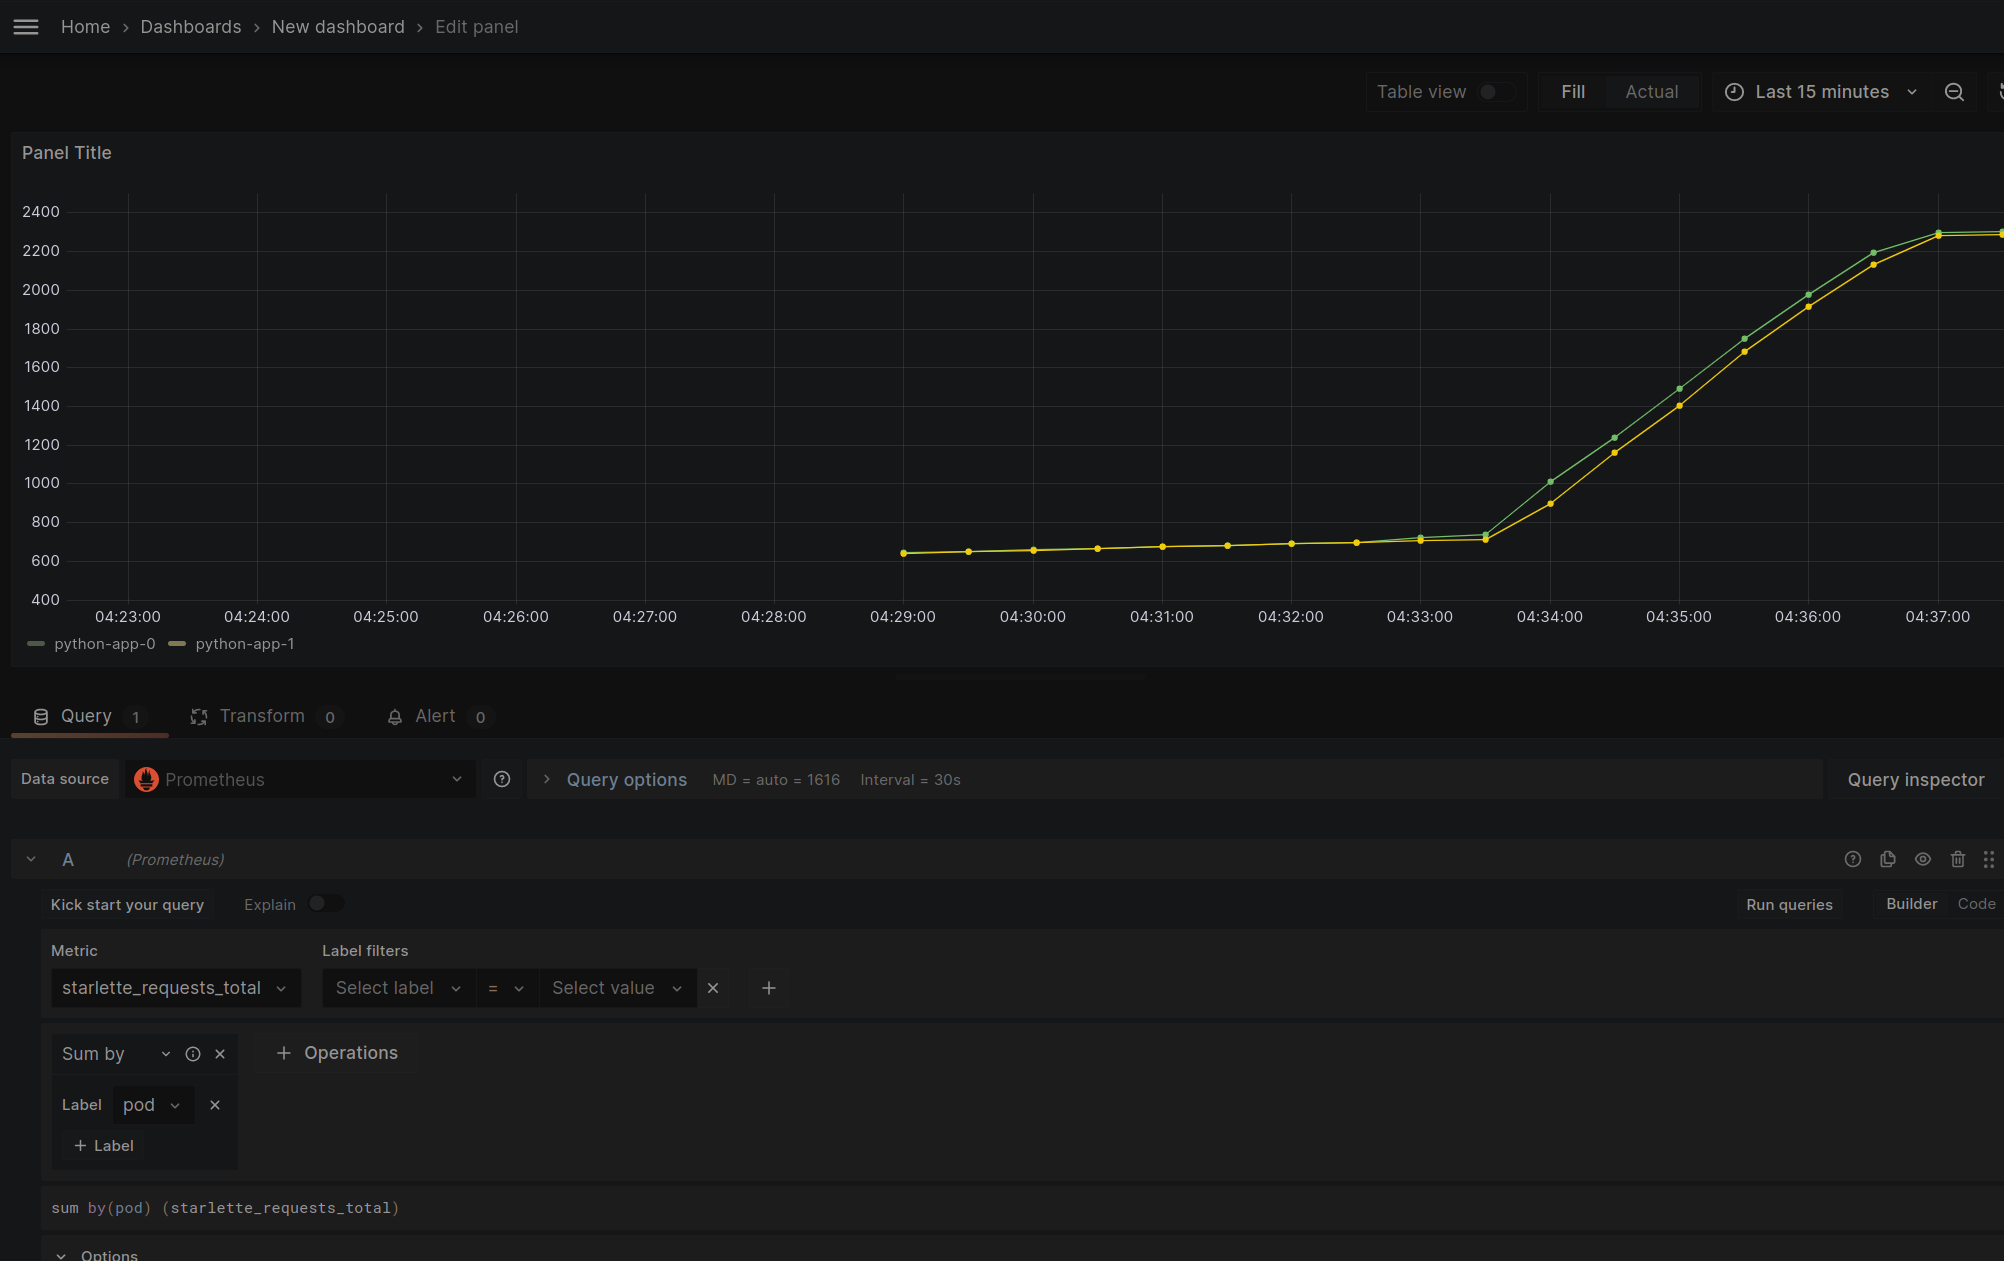 Home › Dashboards › New dashboard › Edit panel
Table view Fill Actual Last 15 minutes
Panel Title
2400
2200
2000
1800
1600
1400
1200
1000
800
600
400
04:23:00 04:24:00 04:25:00 04:26:00 04:27:00 04:28:00 04:29:00 04:30:00 04:31:00 04:32:00 04:33:00 04:34:00 04:35:00 04:36:00 04:37:00
python-app-0 python-app-1
Query 1 Transform 0 Alert 0
Data source Prometheus Query options MD = auto = 1616 Interval = 30s Query inspector
A (Prometheus)
Kick start your query Explain Run queries Builder Code
Metric Label filters
starlette_requests_total Select label = Select value
Sum by + Operations
Label pod
+ Label
sum by(pod) (starlette_requests_total)
Options